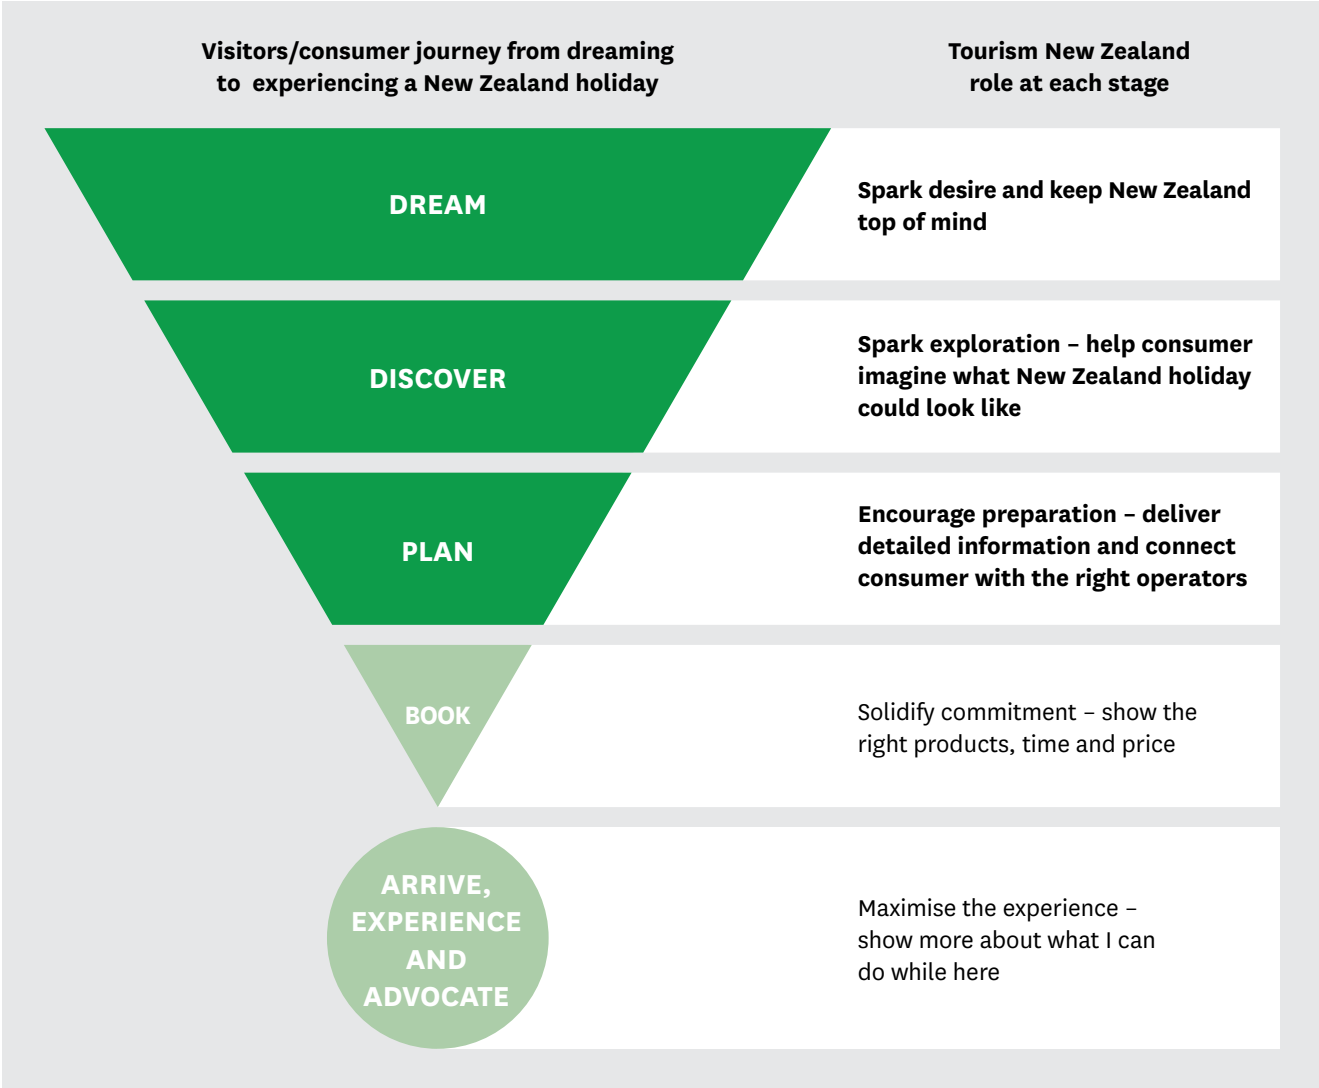 Visitors/consumer journey from dreaming
to experiencing a New Zealand holiday
Tourism New Zealand
role at each stage
DREAM
Spark desire and keep New Zealand
top of mind
DISCOVER
Spark exploration – help consumer
imagine what New Zealand holiday
could look like
PLAN
Encourage preparation – deliver
detailed information and connect
consumer with the right operators
BOOK
Solidify commitment – show the
right products, time and price
ARRIVE,
EXPERIENCE
AND
ADVOCATE
Maximise the experience –
show more about what I can
do while here